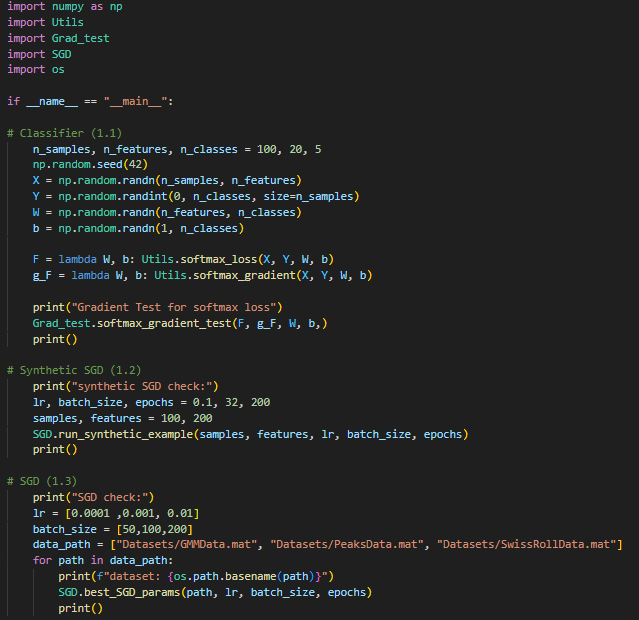 import numpy as np
import Utils
import Grad_test
import SGD
import os

if __name__ == "__main__":

# Classifier (1.1)
    n_samples, n_features, n_classes = 100, 20, 5
    np.random.seed(42)
    X = np.random.randn(n_samples, n_features)
    Y = np.random.randint(0, n_classes, size=n_samples)
    W = np.random.randn(n_features, n_classes)
    b = np.random.randn(1, n_classes)

    F = lambda W, b: Utils.softmax_loss(X, Y, W, b)
    g_F = lambda W, b: Utils.softmax_gradient(X, Y, W, b)

    print("Gradient Test for softmax loss")
    Grad_test.softmax_gradient_test(F, g_F, W, b,)
    print()

# Synthetic SGD (1.2)
    print("synthetic SGD check:")
    lr, batch_size, epochs = 0.1, 32, 200
    samples, features = 100, 200
    SGD.run_synthetic_example(samples, features, lr, batch_size, epochs)
    print()

# SGD (1.3)
    print("SGD check:")
    lr = [0.0001 ,0.001, 0.01]
    batch_size = [50,100,200]
    data_path = ["Datasets/GMMData.mat", "Datasets/PeaksData.mat", "Datasets/SwissRollData.mat"]
    for path in data_path:
        print(f"dataset: {os.path.basename(path)}")
        SGD.best_SGD_params(path, lr, batch_size, epochs)
        print()